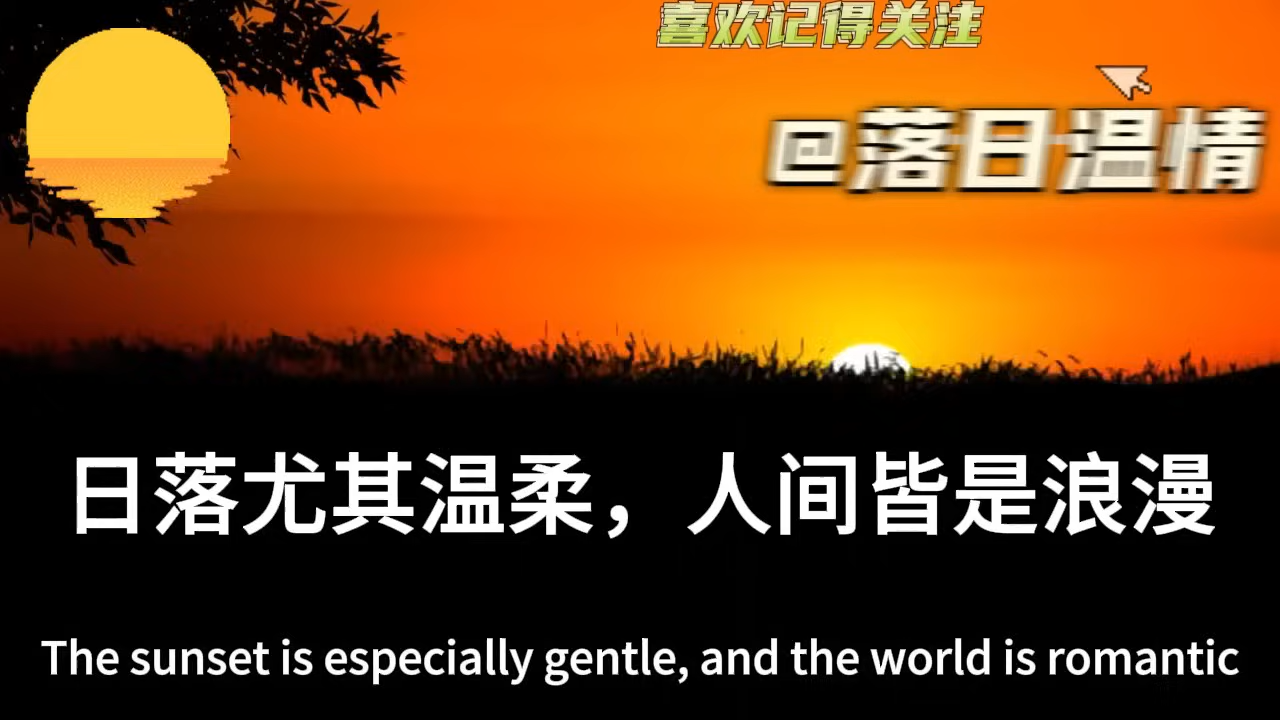 喜欢记得关注
@落日温情
日落尤其温柔，人间皆是浪漫
The sunset is especially gentle, and the world is romantic